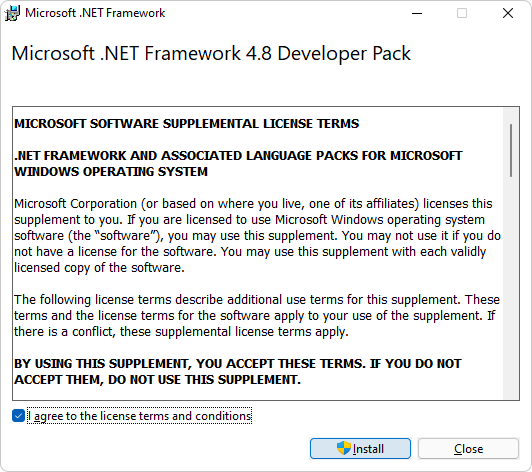 Microsoft .NET Framework
Microsoft .NET Framework 4.8 Developer Pack
MICROSOFT SOFTWARE SUPPLEMENTAL LICENSE TERMS
.NET FRAMEWORK AND ASSOCIATED LANGUAGE PACKS FOR MICROSOFT
WINDOWS OPERATING SYSTEM
Microsoft Corporation (or based on where you live, one of its affiliates) licenses this
supplement to you. If you are licensed to use Microsoft Windows operating system
software (the “software”), you may use this supplement. You may not use it if you do
not have a license for the software. You may use this supplement with each validly
licensed copy of the software.
The following license terms describe additional use terms for this supplement. These
terms and the license terms for the software apply to your use of the supplement. If
there is a conflict, these supplemental license terms apply.
BY USING THIS SUPPLEMENT, YOU ACCEPT THESE TERMS. IF YOU DO NOT
ACCEPT THEM, DO NOT USE THIS SUPPLEMENT.
I agree to the license terms and conditions
Install Close